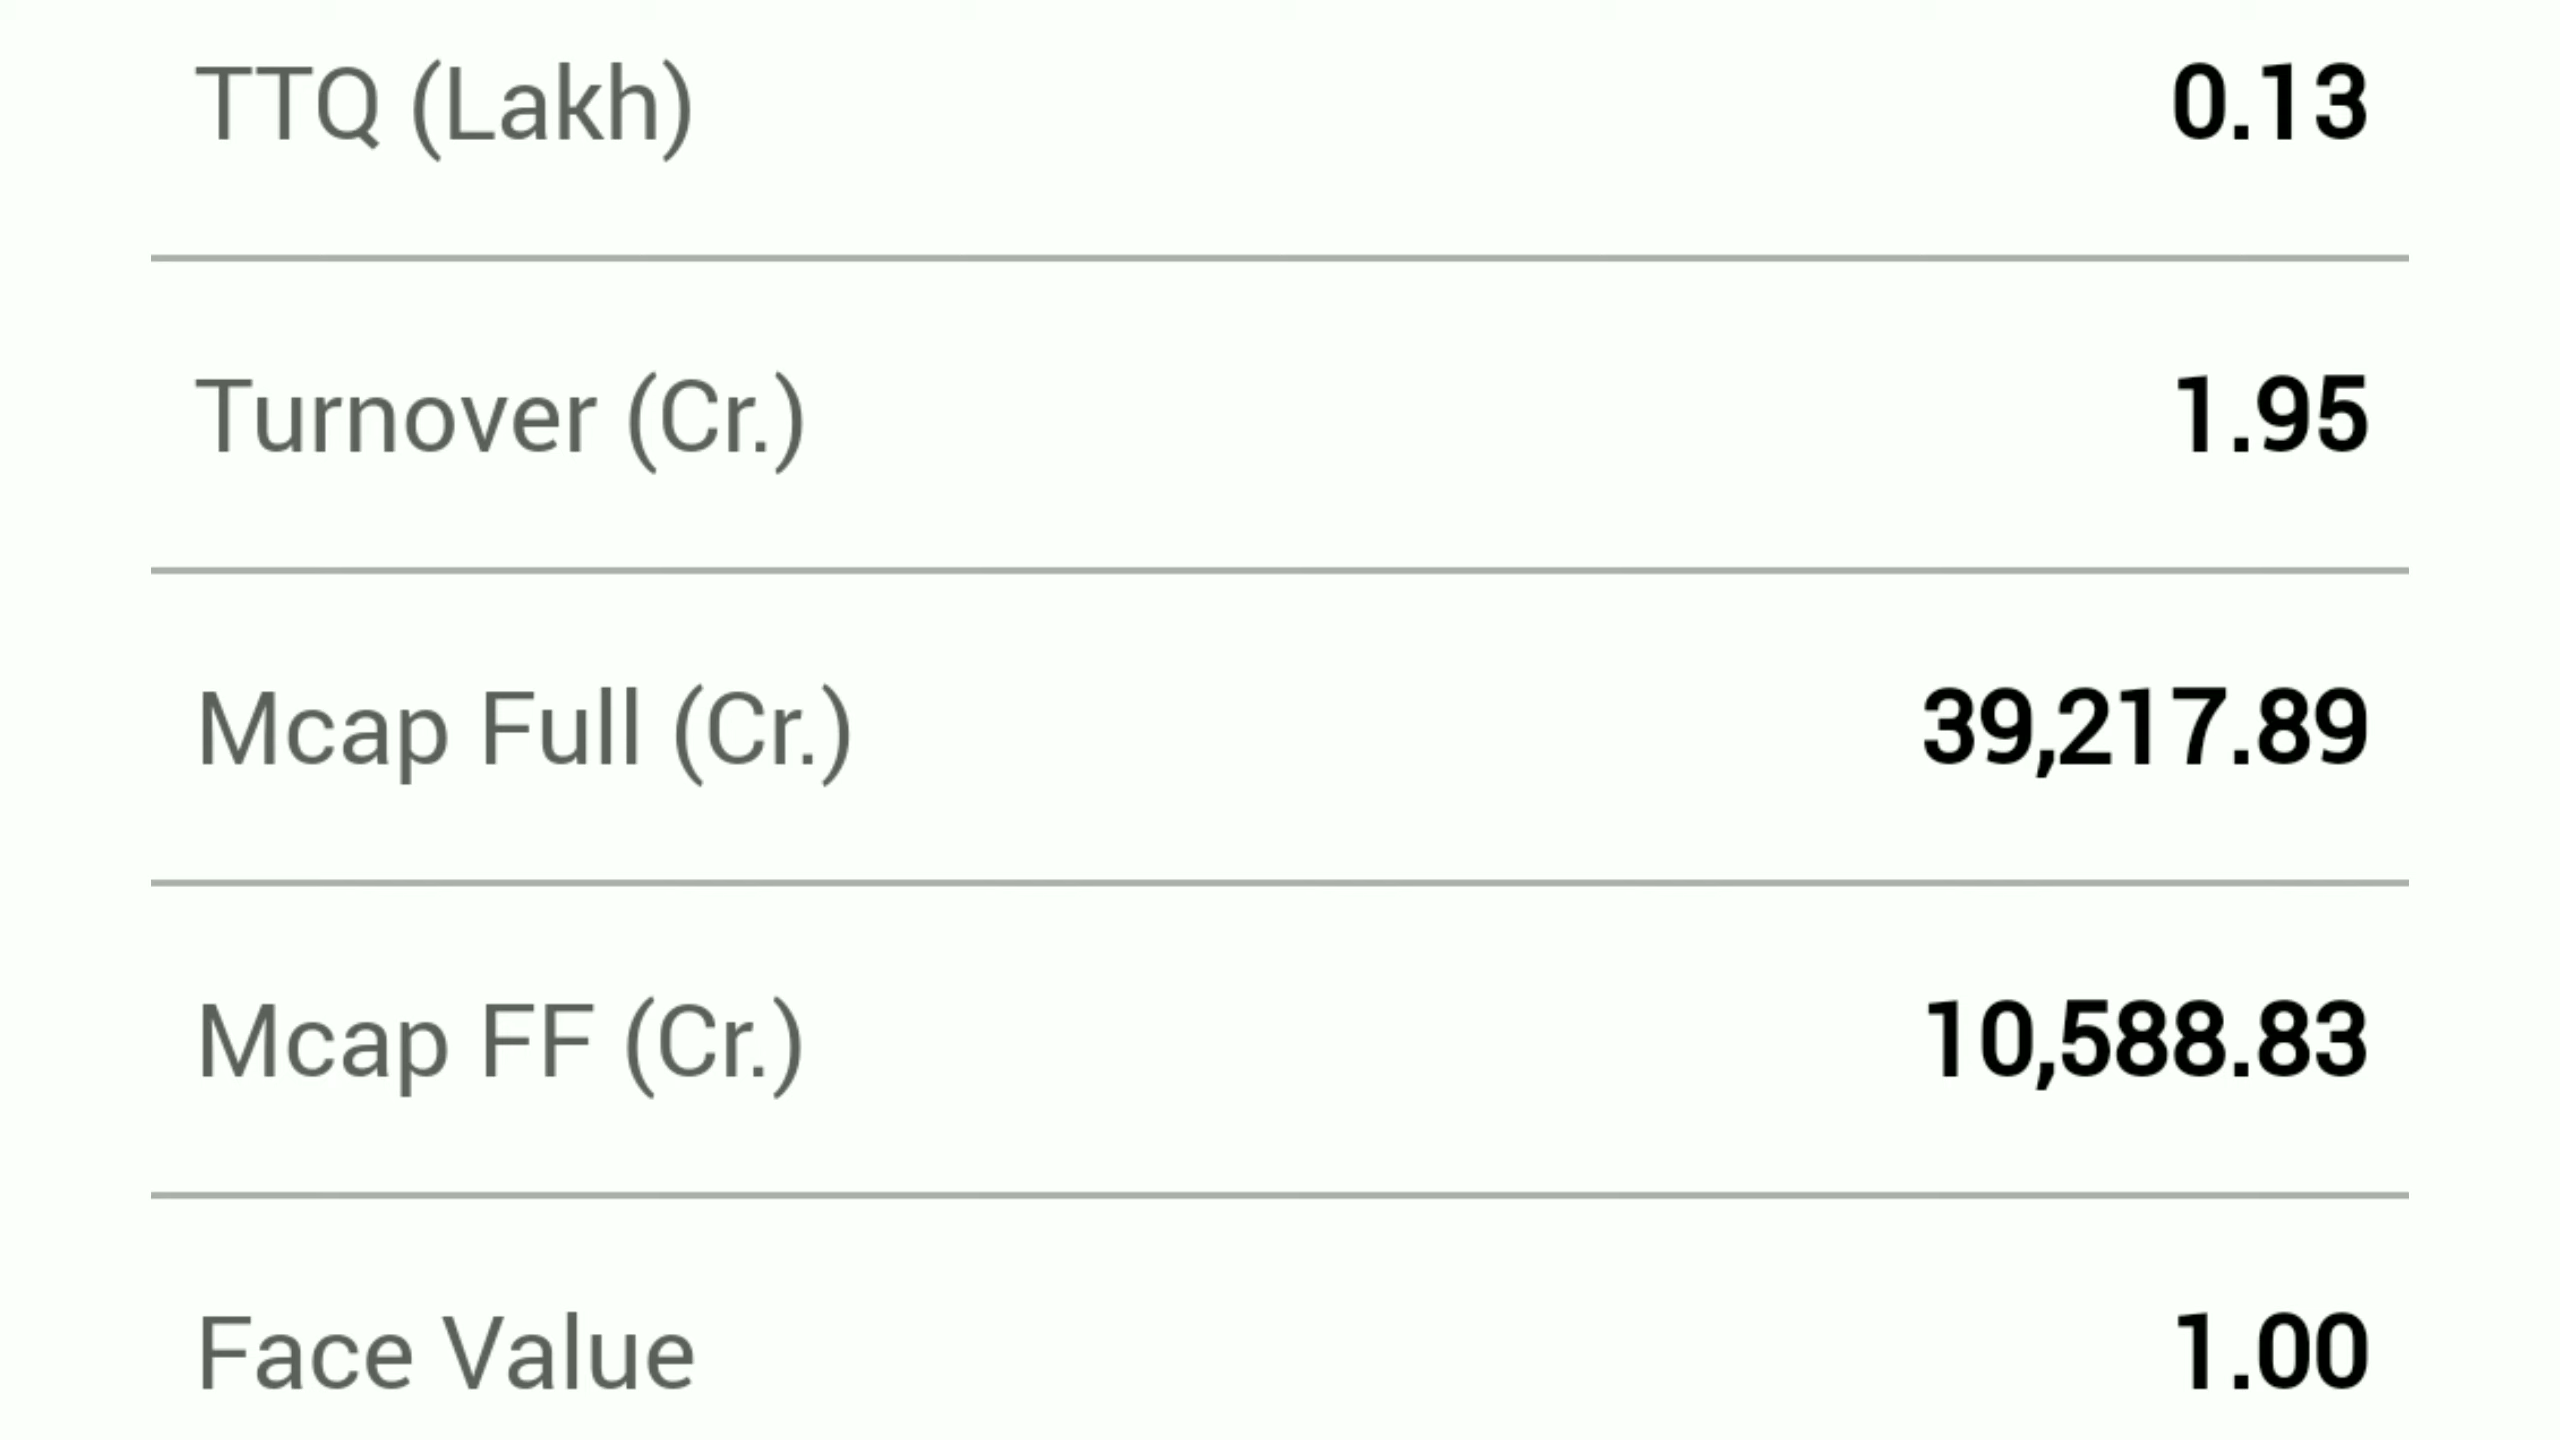 TTQ (Lakh) 0.13
Turnover (Cr.) 1.95
Mcap Full (Cr.) 39,217.89
Mcap FF (Cr.) 10,588.83
Face Value 1.00